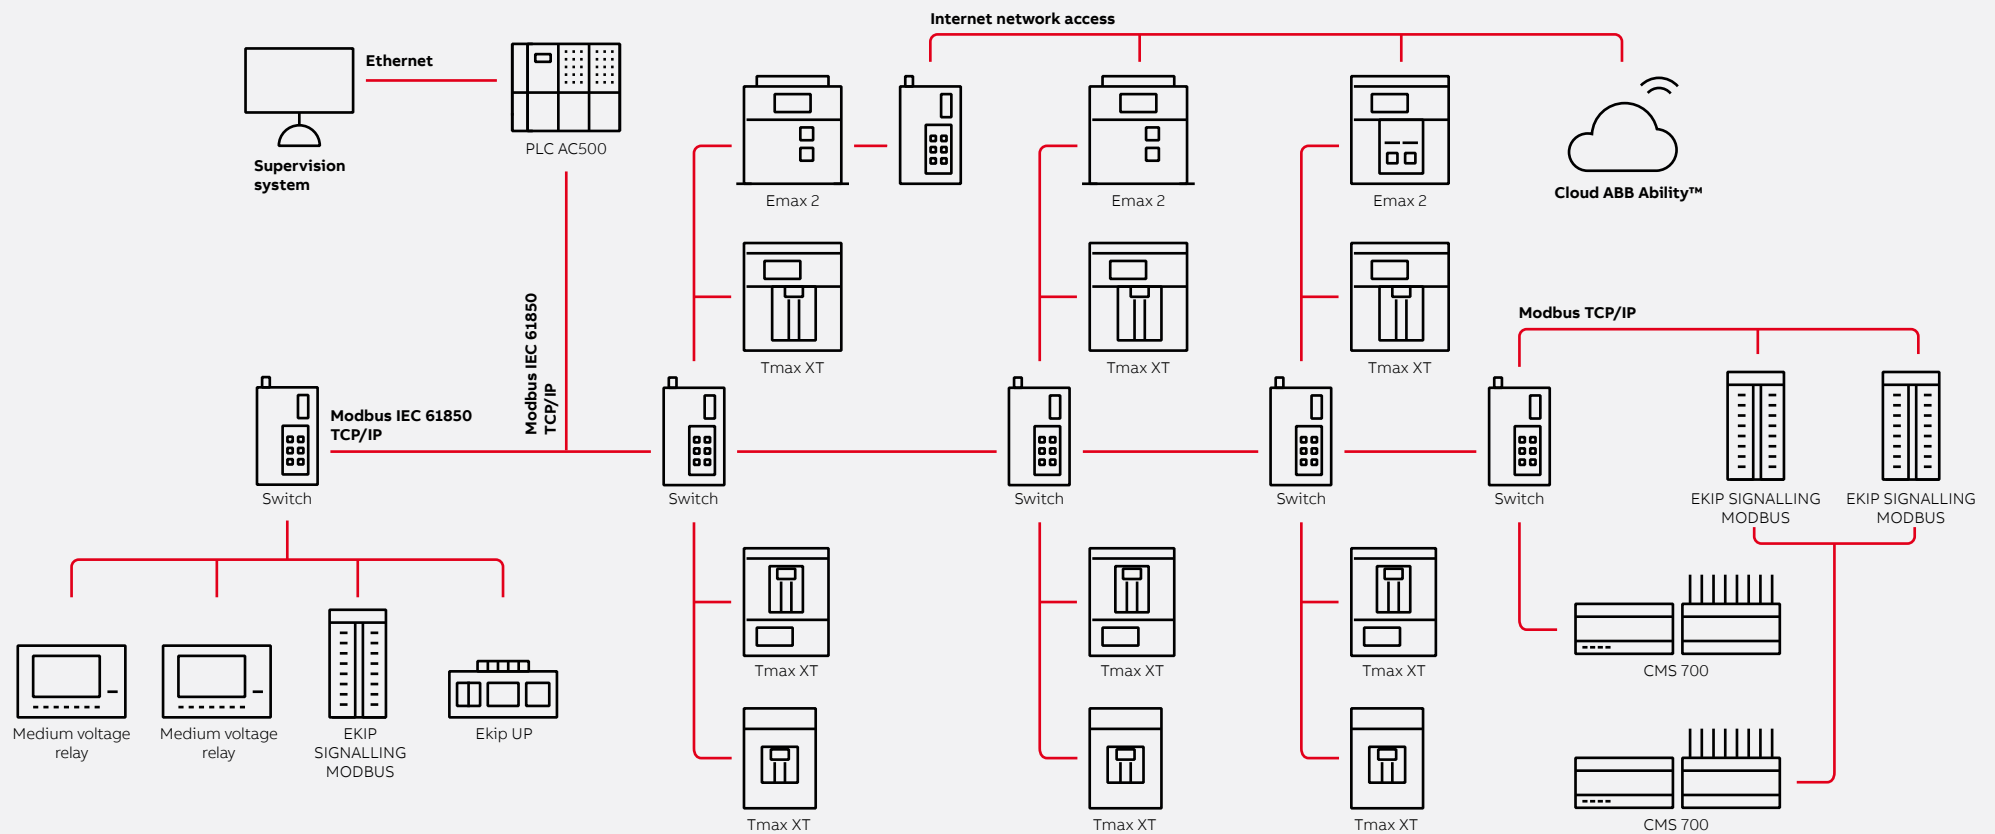 Internet network access
Ethernet
PLC AC500
Supervision
system
Emax 2
Emax 2
Emax 2
Cloud ABB Ability™
Modbus IEC 61850
TCP/IP
Tmax XT
Tmax XT
Tmax XT
Modbus TCP/IP
Modbus IEC 61850
TCP/IP
Switch
Switch
Switch
Switch
Switch
EKIP SIGNALLING
MODBUS
EKIP SIGNALLING
MODBUS
Tmax XT
Tmax XT
Tmax XT
CMS 700
Medium voltage
relay
Medium voltage
relay
EKIP
SIGNALLING
MODBUS
Ekip UP
Tmax XT
Tmax XT
Tmax XT
CMS 700